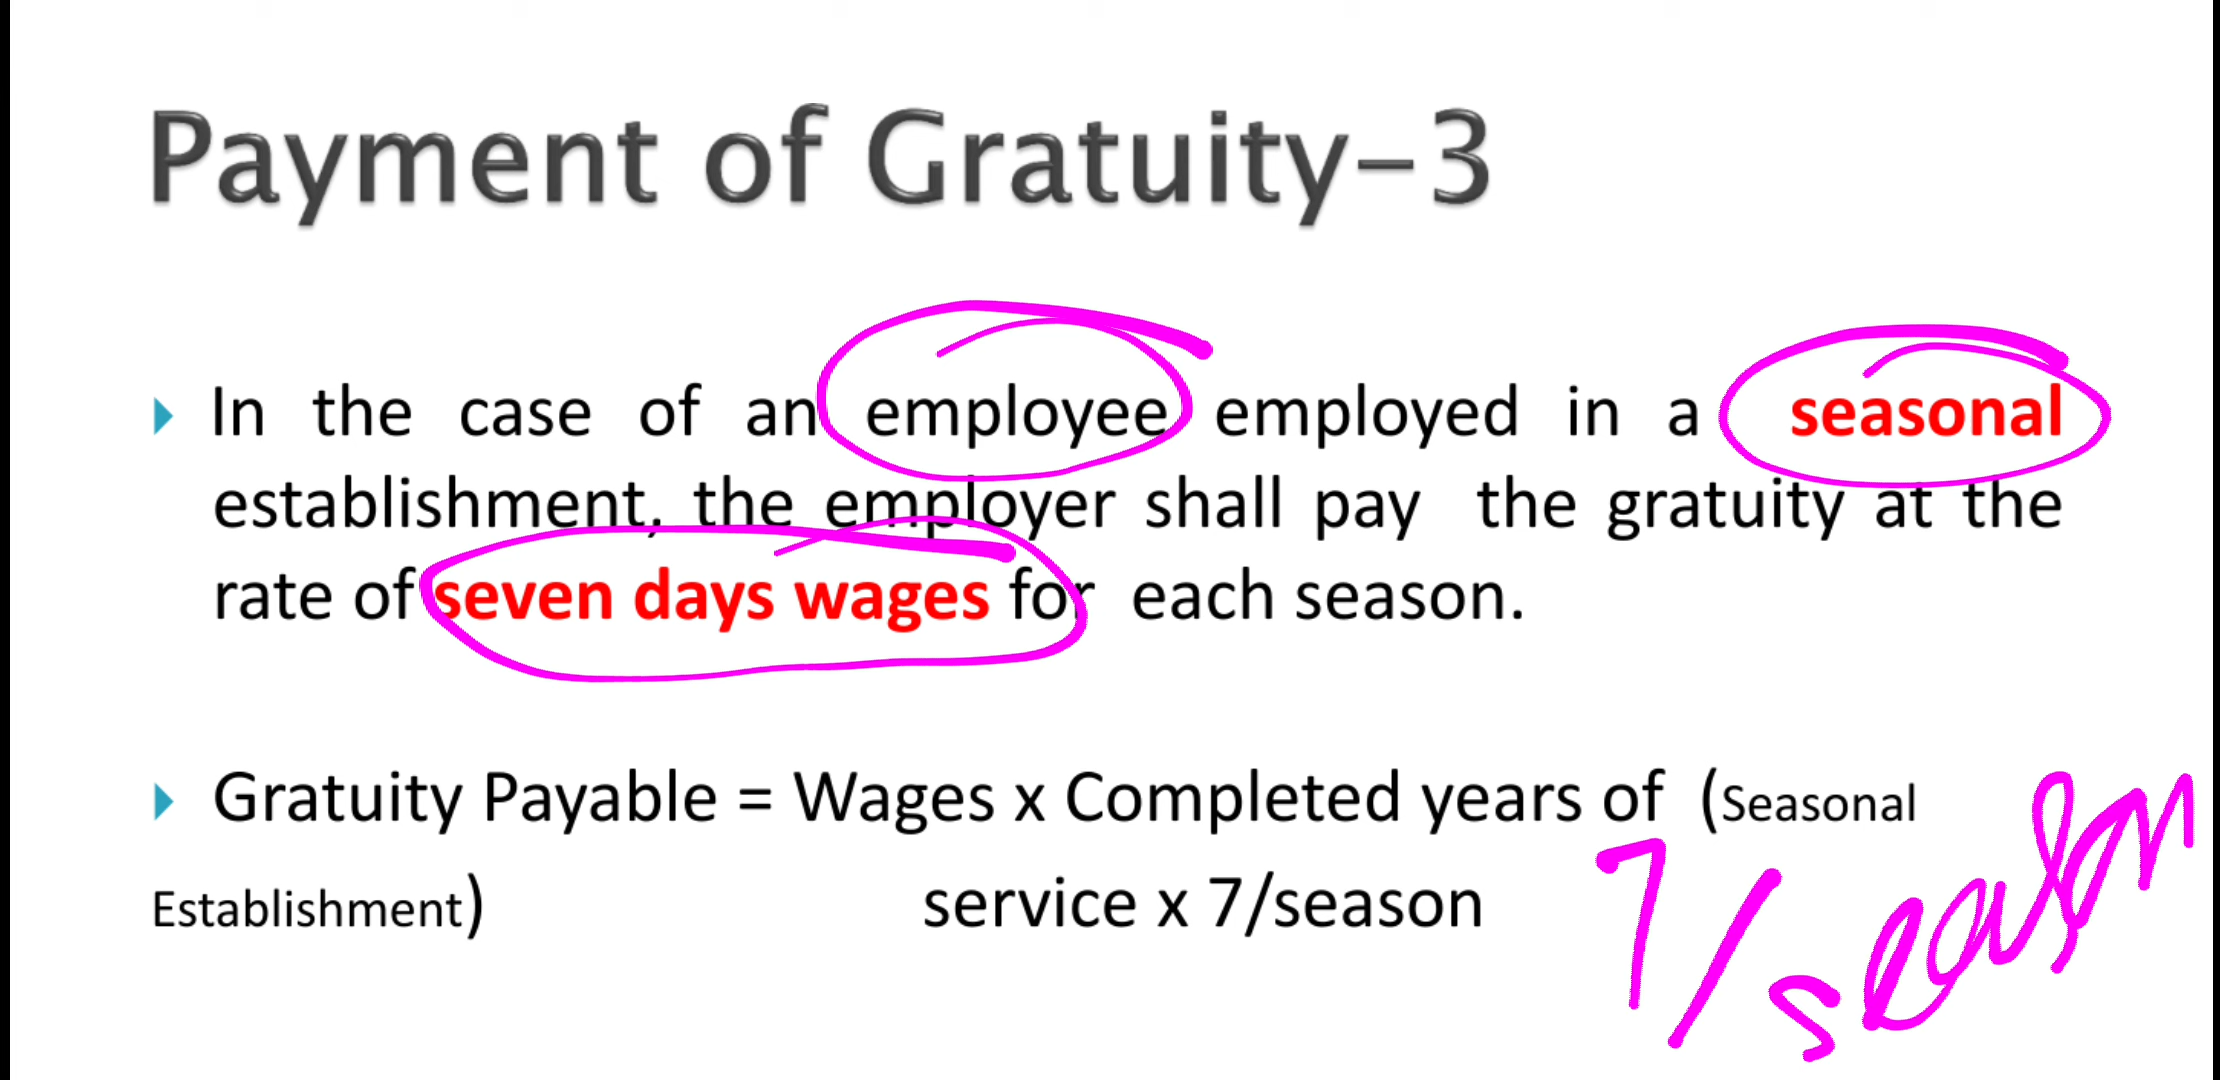 Payment of Gratuity-3
In the case of an employee employed in a seasonal
establishment, the employer shall pay the gratuity at the
rate of seven days wages for each season.
Gratuity Payable = Wages x Completed years of (Seasonal
Establishment) service x 7/season
7/season